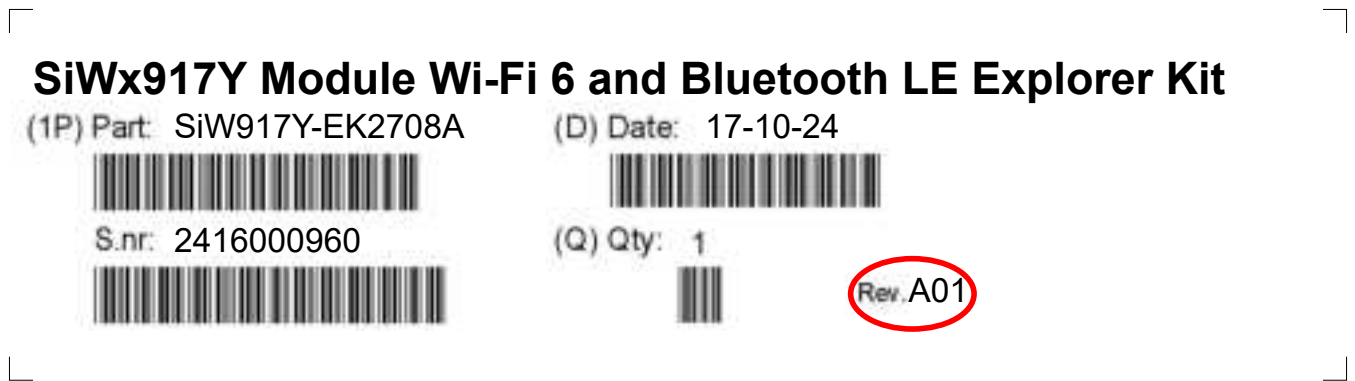 SiWx917Y Module Wi-Fi 6 and Bluetooth LE Explorer Kit
(1P) Part: SiW917Y-EK2708A (D) Date: 17-10-24
S.nr: 2416000960 (Q) Qty: 1
Rev. A01